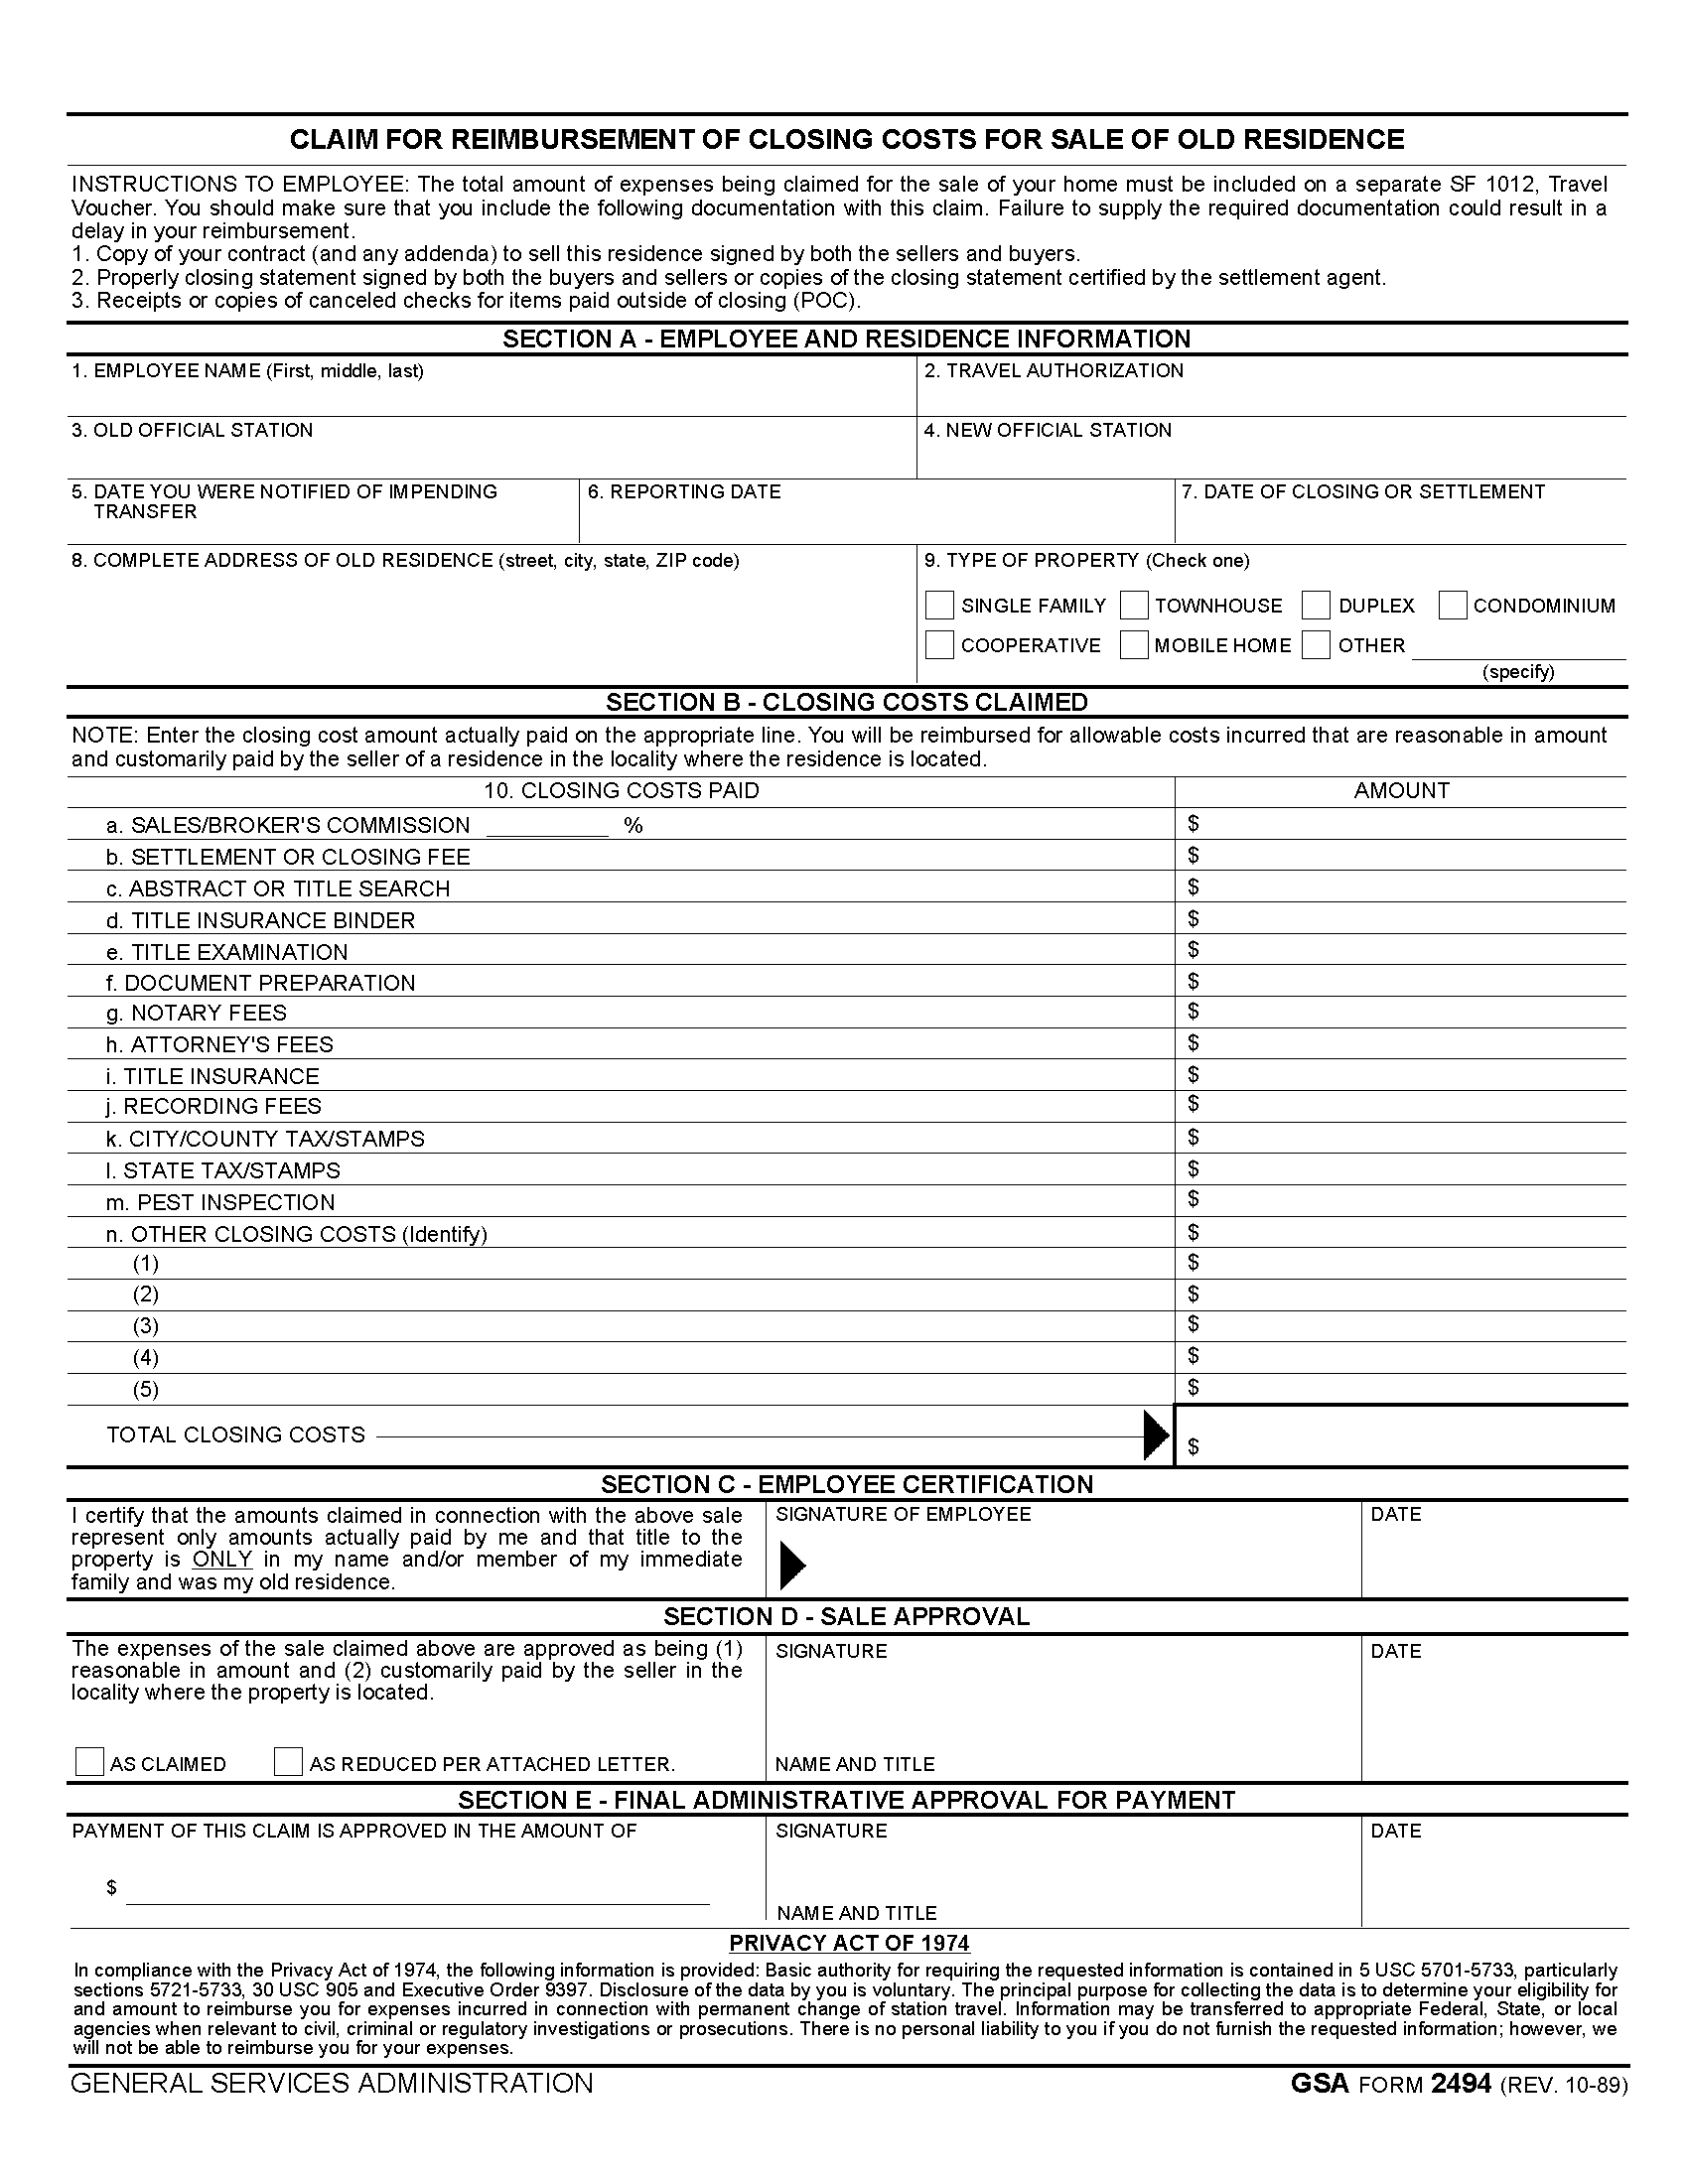 CLAIM FOR REIMBURSEMENT OF CLOSING COSTS FOR SALE OF OLD RESIDENCE
INSTRUCTIONS TO EMPLOYEE: The total amount of expenses being claimed for the sale of your home must be included on a separate SF 1012, Travel
Voucher. You should make sure that you include the following documentation with this claim. Failure to supply the required documentation could result in a
delay in your reimbursement.
1. Copy of your contract (and any addenda) to sell this residence signed by both the sellers and buyers.
2. Properly closing statement signed by both the buyers and sellers or copies of the closing statement certified by the settlement agent.
3. Receipts or copies of canceled checks for items paid outside of closing (POC).
SECTION A - EMPLOYEE AND RESIDENCE INFORMATION
1. EMPLOYEE NAME (First, middle, last)
2. TRAVEL AUTHORIZATION
3. OLD OFFICIAL STATION
4. NEW OFFICIAL STATION
5. DATE YOU WERE NOTIFIED OF IMPENDING
TRANSFER
6. REPORTING DATE
7. DATE OF CLOSING OR SETTLEMENT
8. COMPLETE ADDRESS OF OLD RESIDENCE (street, city, state, ZIP code)
9. TYPE OF PROPERTY (Check one)
SINGLE FAMILY TOWNHOUSE DUPLEX CONDOMINIUM
COOPERATIVE MOBILE HOME OTHER
(specify)
SECTION B - CLOSING COSTS CLAIMED
NOTE: Enter the closing cost amount actually paid on the appropriate line. You will be reimbursed for allowable costs incurred that are reasonable in amount
and customarily paid by the seller of a residence in the locality where the residence is located.
10. CLOSING COSTS PAID AMOUNT
a. SALES/BROKER'S COMMISSION % $
b. SETTLEMENT OR CLOSING FEE $
c. ABSTRACT OR TITLE SEARCH $
d. TITLE INSURANCE BINDER $
e. TITLE EXAMINATION $
f. DOCUMENT PREPARATION $
g. NOTARY FEES $
h. ATTORNEY'S FEES $
i. TITLE INSURANCE $
j. RECORDING FEES $
k. CITY/COUNTY TAX/STAMPS $
l. STATE TAX/STAMPS $
m. PEST INSPECTION $
n. OTHER CLOSING COSTS (Identify) $
(1) $
(2) $
(3) $
(4) $
(5) $
TOTAL CLOSING COSTS $
SECTION C - EMPLOYEE CERTIFICATION
I certify that the amounts claimed in connection with the above sale
represent only amounts actually paid by me and that title to the
property is ONLY in my name and/or member of my immediate
family and was my old residence.
SIGNATURE OF EMPLOYEE
DATE
SECTION D - SALE APPROVAL
The expenses of the sale claimed above are approved as being (1)
reasonable in amount and (2) customarily paid by the seller in the
locality where the property is located.
AS CLAIMED AS REDUCED PER ATTACHED LETTER.
SIGNATURE
NAME AND TITLE
DATE
SECTION E - FINAL ADMINISTRATIVE APPROVAL FOR PAYMENT
PAYMENT OF THIS CLAIM IS APPROVED IN THE AMOUNT OF
$
SIGNATURE
NAME AND TITLE
DATE
PRIVACY ACT OF 1974
In compliance with the Privacy Act of 1974, the following information is provided: Basic authority for requiring the requested information is contained in 5 USC 5701-5733, particularly
sections 5721-5733, 30 USC 905 and Executive Order 9397. Disclosure of the data by you is voluntary. The principal purpose for collecting the data is to determine your eligibility for
and amount to reimburse you for expenses incurred in connection with permanent change of station travel. Information may be transferred to appropriate Federal, State, or local
agencies when relevant to civil, criminal or regulatory investigations or prosecutions. There is no personal liability to you if you do not furnish the requested information; however, we
will not be able to reimburse you for your expenses.
GENERAL SERVICES ADMINISTRATION GSA FORM 2494 (REV. 10-89)